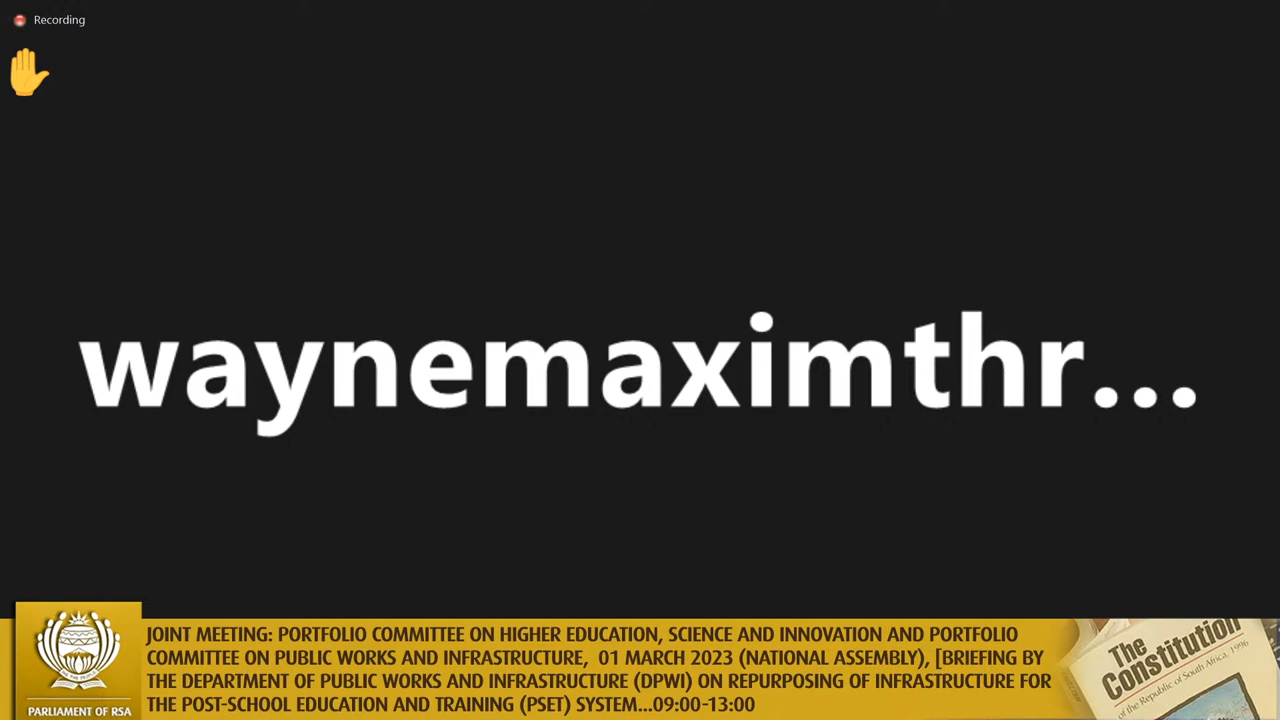 Recording
waynemaximthr...
JOINT MEETING: PORTFOLIO COMMITTEE ON HIGHER EDUCATION, SCIENCE AND INNOVATION AND PORTFOLIO
COMMITTEE ON PUBLIC WORKS AND INFRASTRUCTURE, 01 MARCH 2023 (NATIONAL ASSEMBLY), [BRIEFING BY
THE DEPARTMENT OF PUBLIC WORKS AND INFRASTRUCTURE (DPWI) ON REPURPOSING OF INFRASTRUCTURE FOR
THE POST-SCHOOL EDUCATION AND TRAINING (PSET) SYSTEM...09:00-13:00
PARLIAMENT OF RSA
The
Constitution
of the Republic of South Africa, 1996